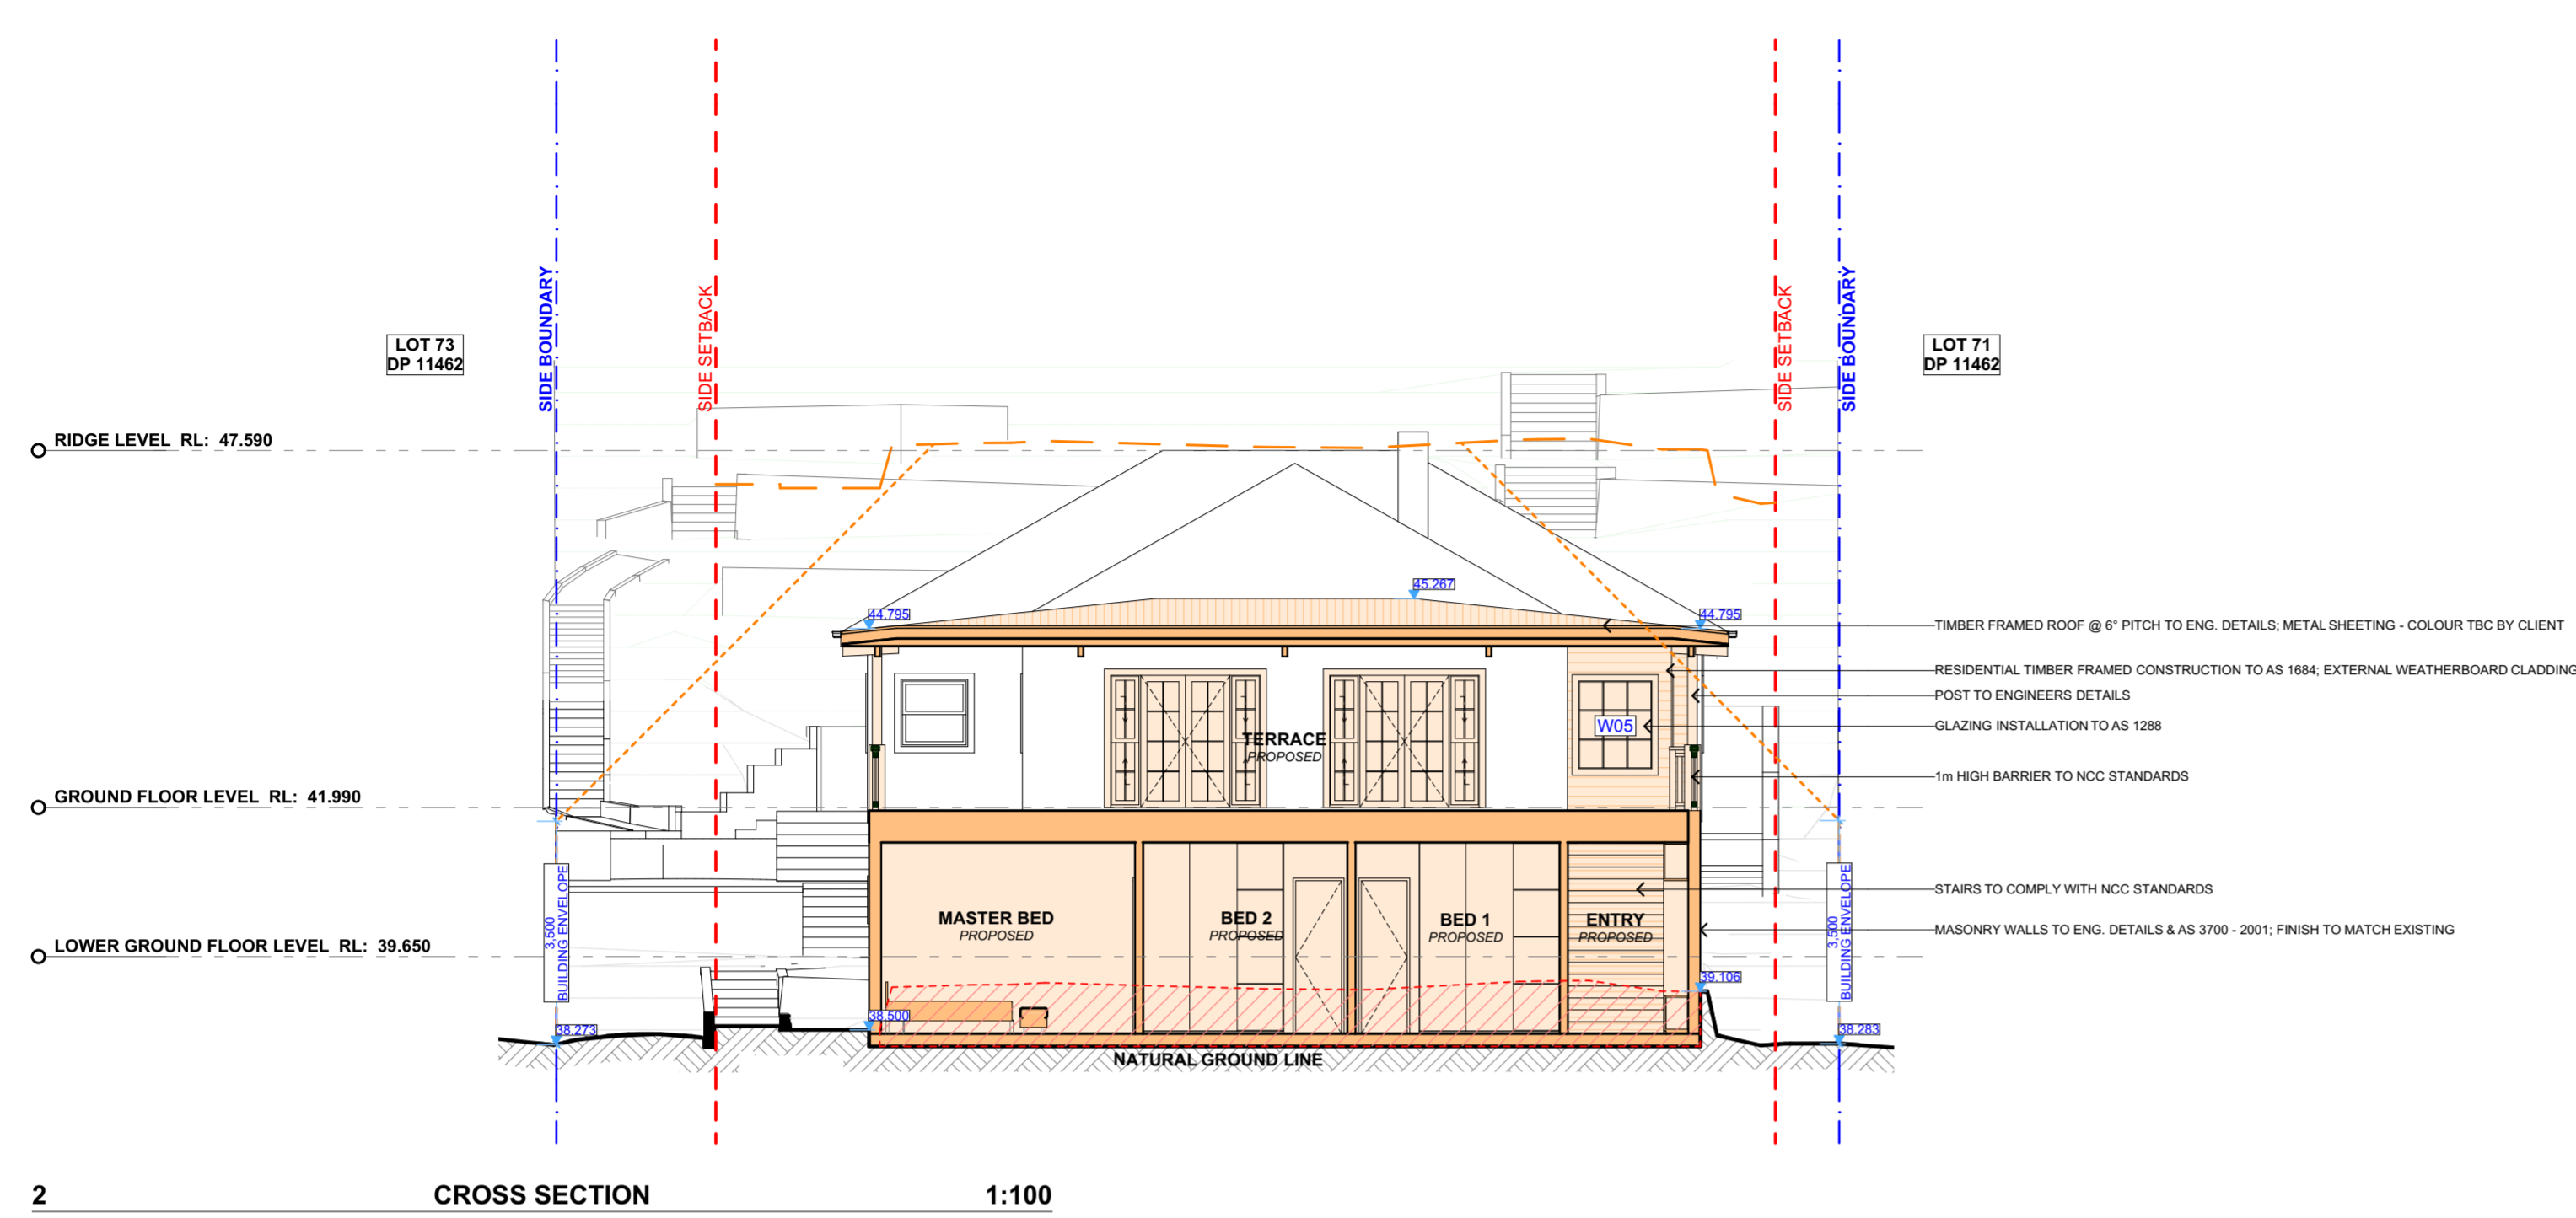 SIDE BOUNDARY
SIDE SETBACK
SIDE SETBACK
SIDE BOUNDARY
LOT 73
DP 11462
LOT 71
DP 11462
RIDGE LEVEL RL: 47.590
45.267
44.795
44.795
TIMBER FRAMED ROOF @ 6° PITCH TO ENG. DETAILS; METAL SHEETING - COLOUR TBC BY CLIENT
RESIDENTIAL TIMBER FRAMED CONSTRUCTION TO AS 1684; EXTERNAL WEATHERBOARD CLADDING
POST TO ENGINEERS DETAILS
W05
GLAZING INSTALLATION TO AS 1288
TERRACE
PROPOSED
1m HIGH BARRIER TO NCC STANDARDS
GROUND FLOOR LEVEL RL: 41.990
3,500
BUILDING ENVELOPE
3,500
BUILDING ENVELOPE
STAIRS TO COMPLY WITH NCC STANDARDS
MASTER BED
PROPOSED
BED 2
PROPOSED
BED 1
PROPOSED
ENTRY
PROPOSED
MASONRY WALLS TO ENG. DETAILS & AS 3700 - 2001; FINISH TO MATCH EXISTING
LOWER GROUND FLOOR LEVEL RL: 39.650
39.106
38.500
38.273
38.283
NATURAL GROUND LINE
2 CROSS SECTION 1:100